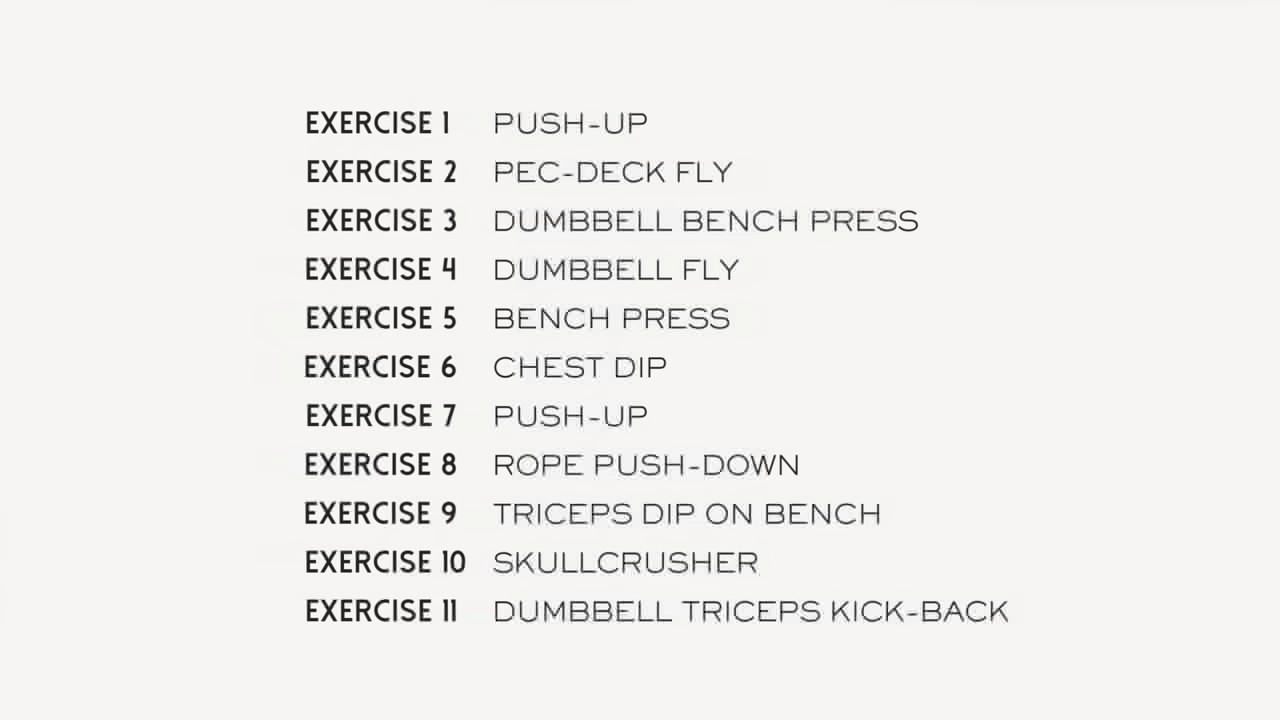 EXERCISE 1 PUSH-UP
EXERCISE 2 PEC-DECK FLY
EXERCISE 3 DUMBBELL BENCH PRESS
EXERCISE 4 DUMBBELL FLY
EXERCISE 5 BENCH PRESS
EXERCISE 6 CHEST DIP
EXERCISE 7 PUSH-UP
EXERCISE 8 ROPE PUSH-DOWN
EXERCISE 9 TRICEPS DIP ON BENCH
EXERCISE 10 SKULLCRUSHER
EXERCISE 11 DUMBBELL TRICEPS KICK-BACK